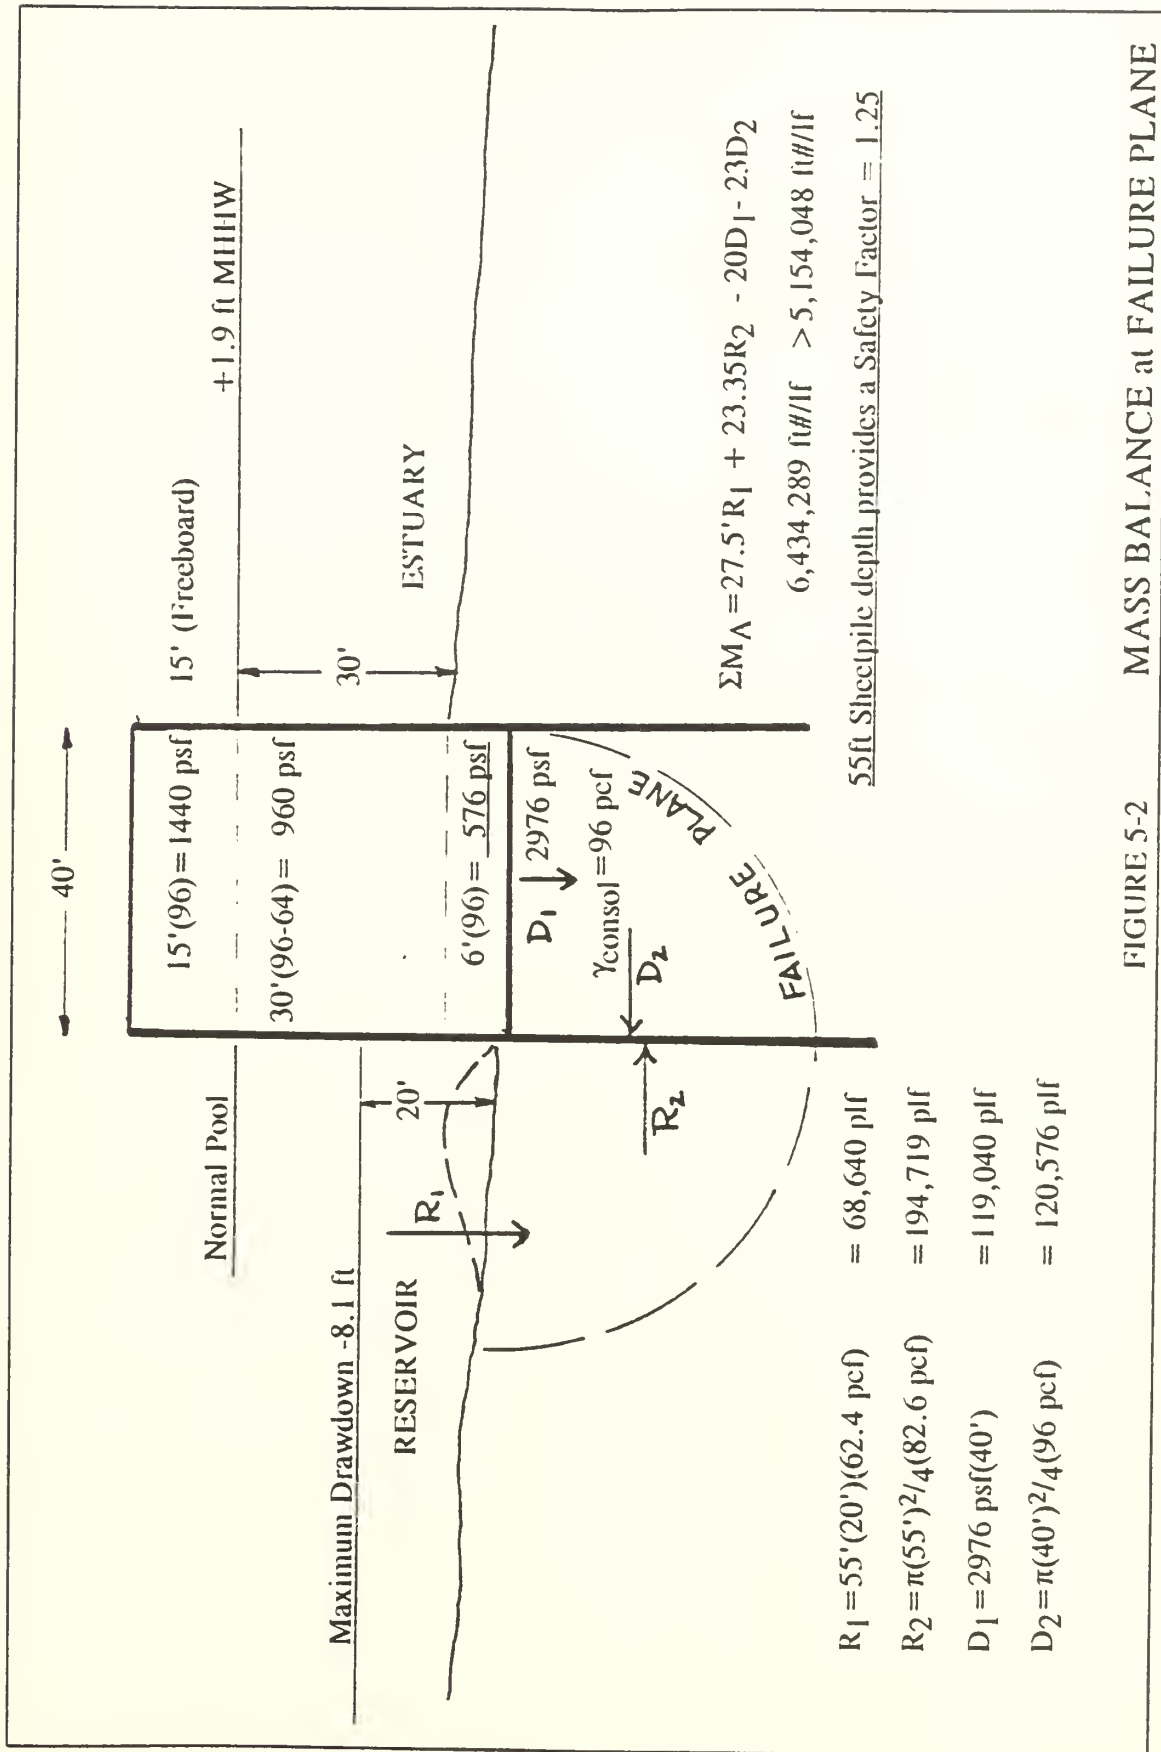 40'
15'(96)=1440 psf
15' (Freeboard)
+1.9 ft MHHW
Normal Pool
30'(96-64)= 960 psf
30'
Maximum Drawdown -8.1 ft
20'
RESERVOIR
R1
6'(96)= 576 psf
ESTUARY
D1
2976 psf
γconsol=96 pcf
D2
R2
FAILURE PLANE
R1=55'(20')(62.4 pcf) = 68,640 plf
R2=π(55')2/4(82.6 pcf) =194,719 plf
D1=2976 psf(40') =119,040 plf
D2=π(40')2/4(96 pcf) = 120,576 plf
ΣMA=27.5'R1 + 23.35R2 - 20D1- 23D2
6,434,289 ft#/lf >5,154,048 ft#/lf
55ft Sheetpile depth provides a Safety Factor = 1.25
FIGURE 5-2 MASS BALANCE at FAILURE PLANE